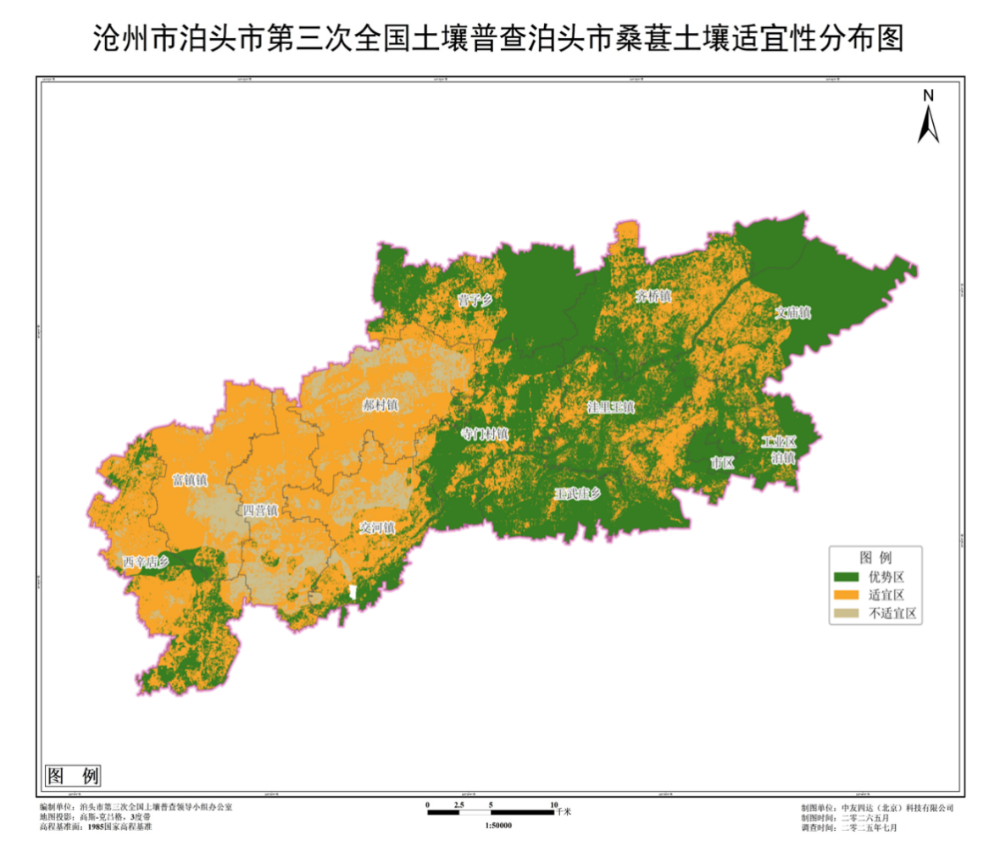 沧州市泊头市第三次全国土壤普查泊头市桑葚土壤适宜性分布图
N
营子乡
齐桥镇
文庙镇
郝村镇
洼里王镇
寺门村镇
工业区
泊镇
市区
富镇镇
王武庄乡
四营镇
交河镇
西辛店乡
图 例
优势区
适宜区
不适宜区
图 例
编制单位：泊头市第三次全国土壤普查领导小组办公室
地图投影：高斯-克吕格，3度带
高程基准面：1985国家高程基准
0 2.5 5 10
千米
1:50000
制图单位：中友四达（北京）科技有限公司
制图时间：二零二六五月
调查时间：二零二五年七月